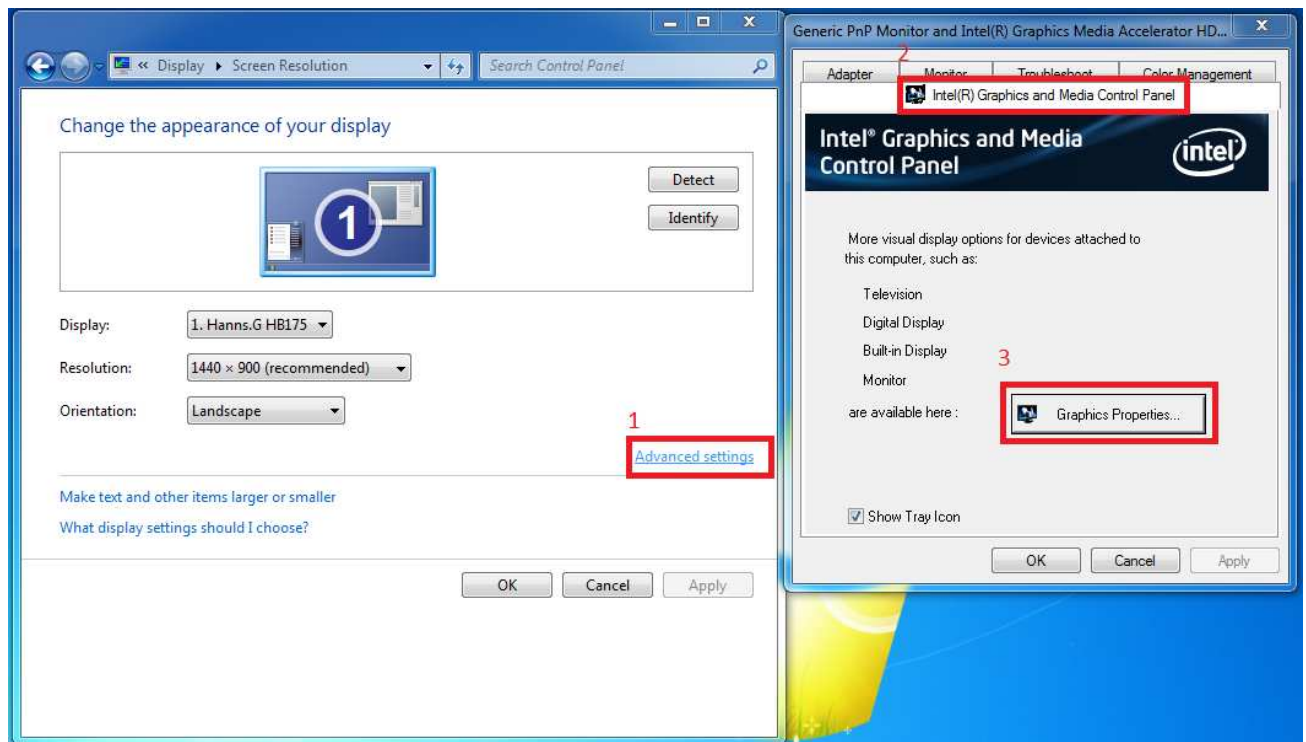 « Display ▸ Screen Resolution
Search Control Panel
Change the appearance of your display
1
Detect
Identify
Display:
1. Hanns.G HB175
Resolution:
1440 × 900 (recommended)
Orientation:
Landscape
1
Advanced settings
Make text and other items larger or smaller
What display settings should I choose?
OK Cancel Apply
Generic PnP Monitor and Intel(R) Graphics Media Accelerator HD...
2
Adapter Monitor Troubleshoot Color Management
Intel(R) Graphics and Media Control Panel
Intel® Graphics and Media
Control Panel
intel
More visual display options for devices attached to
this computer, such as:
Television
Digital Display
Built-in Display
Monitor
3
are available here :
Graphics Properties...
Show Tray Icon
OK Cancel Apply